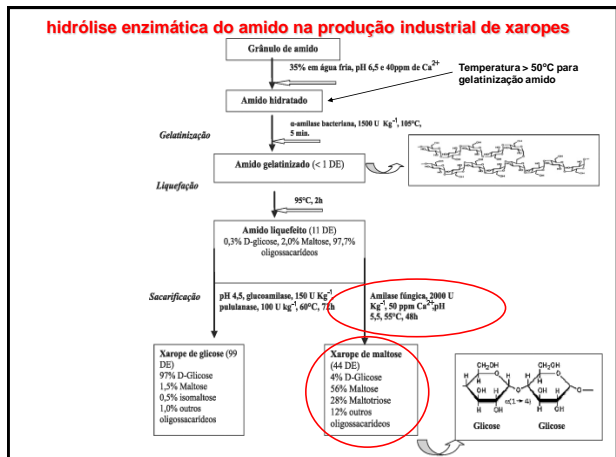 hidrólise enzimática do amido na produção industrial de xaropes
Grânulo de amido
35% em água fria, pH 6,5 e 40ppm de Ca²⁺
Temperatura > 50ºC para
gelatinização amido
Amido hidratado
α-amilase bacteriana, 1500 U Kg⁻¹, 105°C,
5 min.
Gelatinização
Amido gelatinizado (< 1 DE)
Liquefação
95°C, 2h
Amido liquefeito (11 DE)
0,3% D-glicose, 2,0% Maltose, 97,7%
oligossacarídeos
Sacarificação
pH 4,5, glucoamilase, 150 U Kg⁻¹
pululanase, 100 U kg⁻¹, 60°C, 72h
Amilase fúngica, 2000 U
Kg⁻¹, 50 ppm Ca²⁺,pH
5,5, 55°C, 48h
Xarope de glicose (99
DE)
97% D-Glicose
1,5% Maltose
0,5% isomaltose
1,0% outros
oligossacarídeos
Xarope de maltose
(44 DE)
4% D-Glicose
56% Maltose
28% Maltotriose
12% outros
oligossacarídeos
CH₂OH CH₂OH
H O H H O H
OH H α(1→4) OH H
H OH H OH
Glicose Glicose